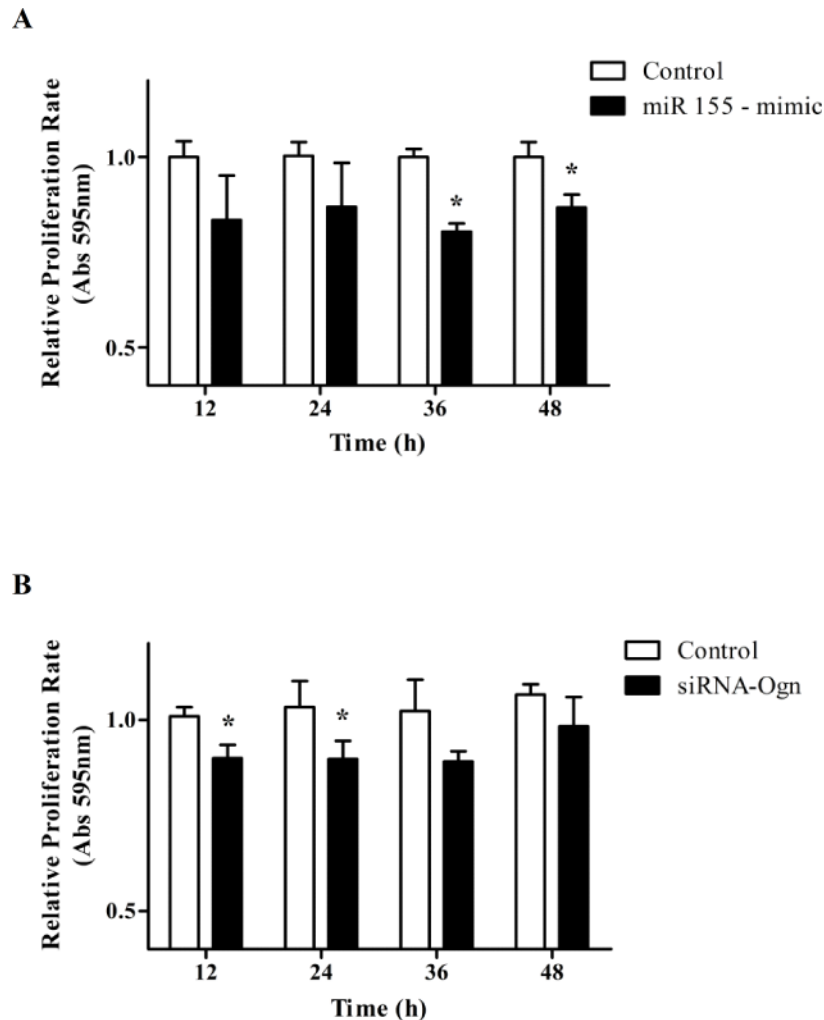 A
Control
miR 155 - mimic
Relative Proliferation Rate
(Abs 595nm)
1.0
0.5
*
*
12 24 36 48
Time (h)
B
Control
siRNA-Ogn
Relative Proliferation Rate
(Abs 595nm)
1.0
0.5
*
*
12 24 36 48
Time (h)